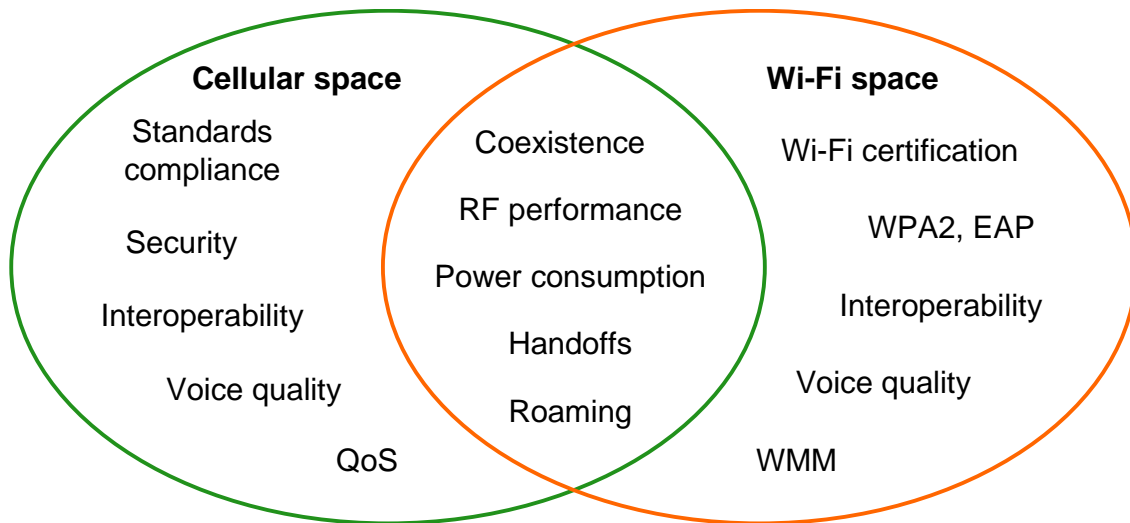 Cellular space
Standards
compliance
Security
Interoperability
Voice quality
QoS
Coexistence
RF performance
Power consumption
Handoffs
Roaming
Wi-Fi space
Wi-Fi certification
WPA2, EAP
Interoperability
Voice quality
WMM